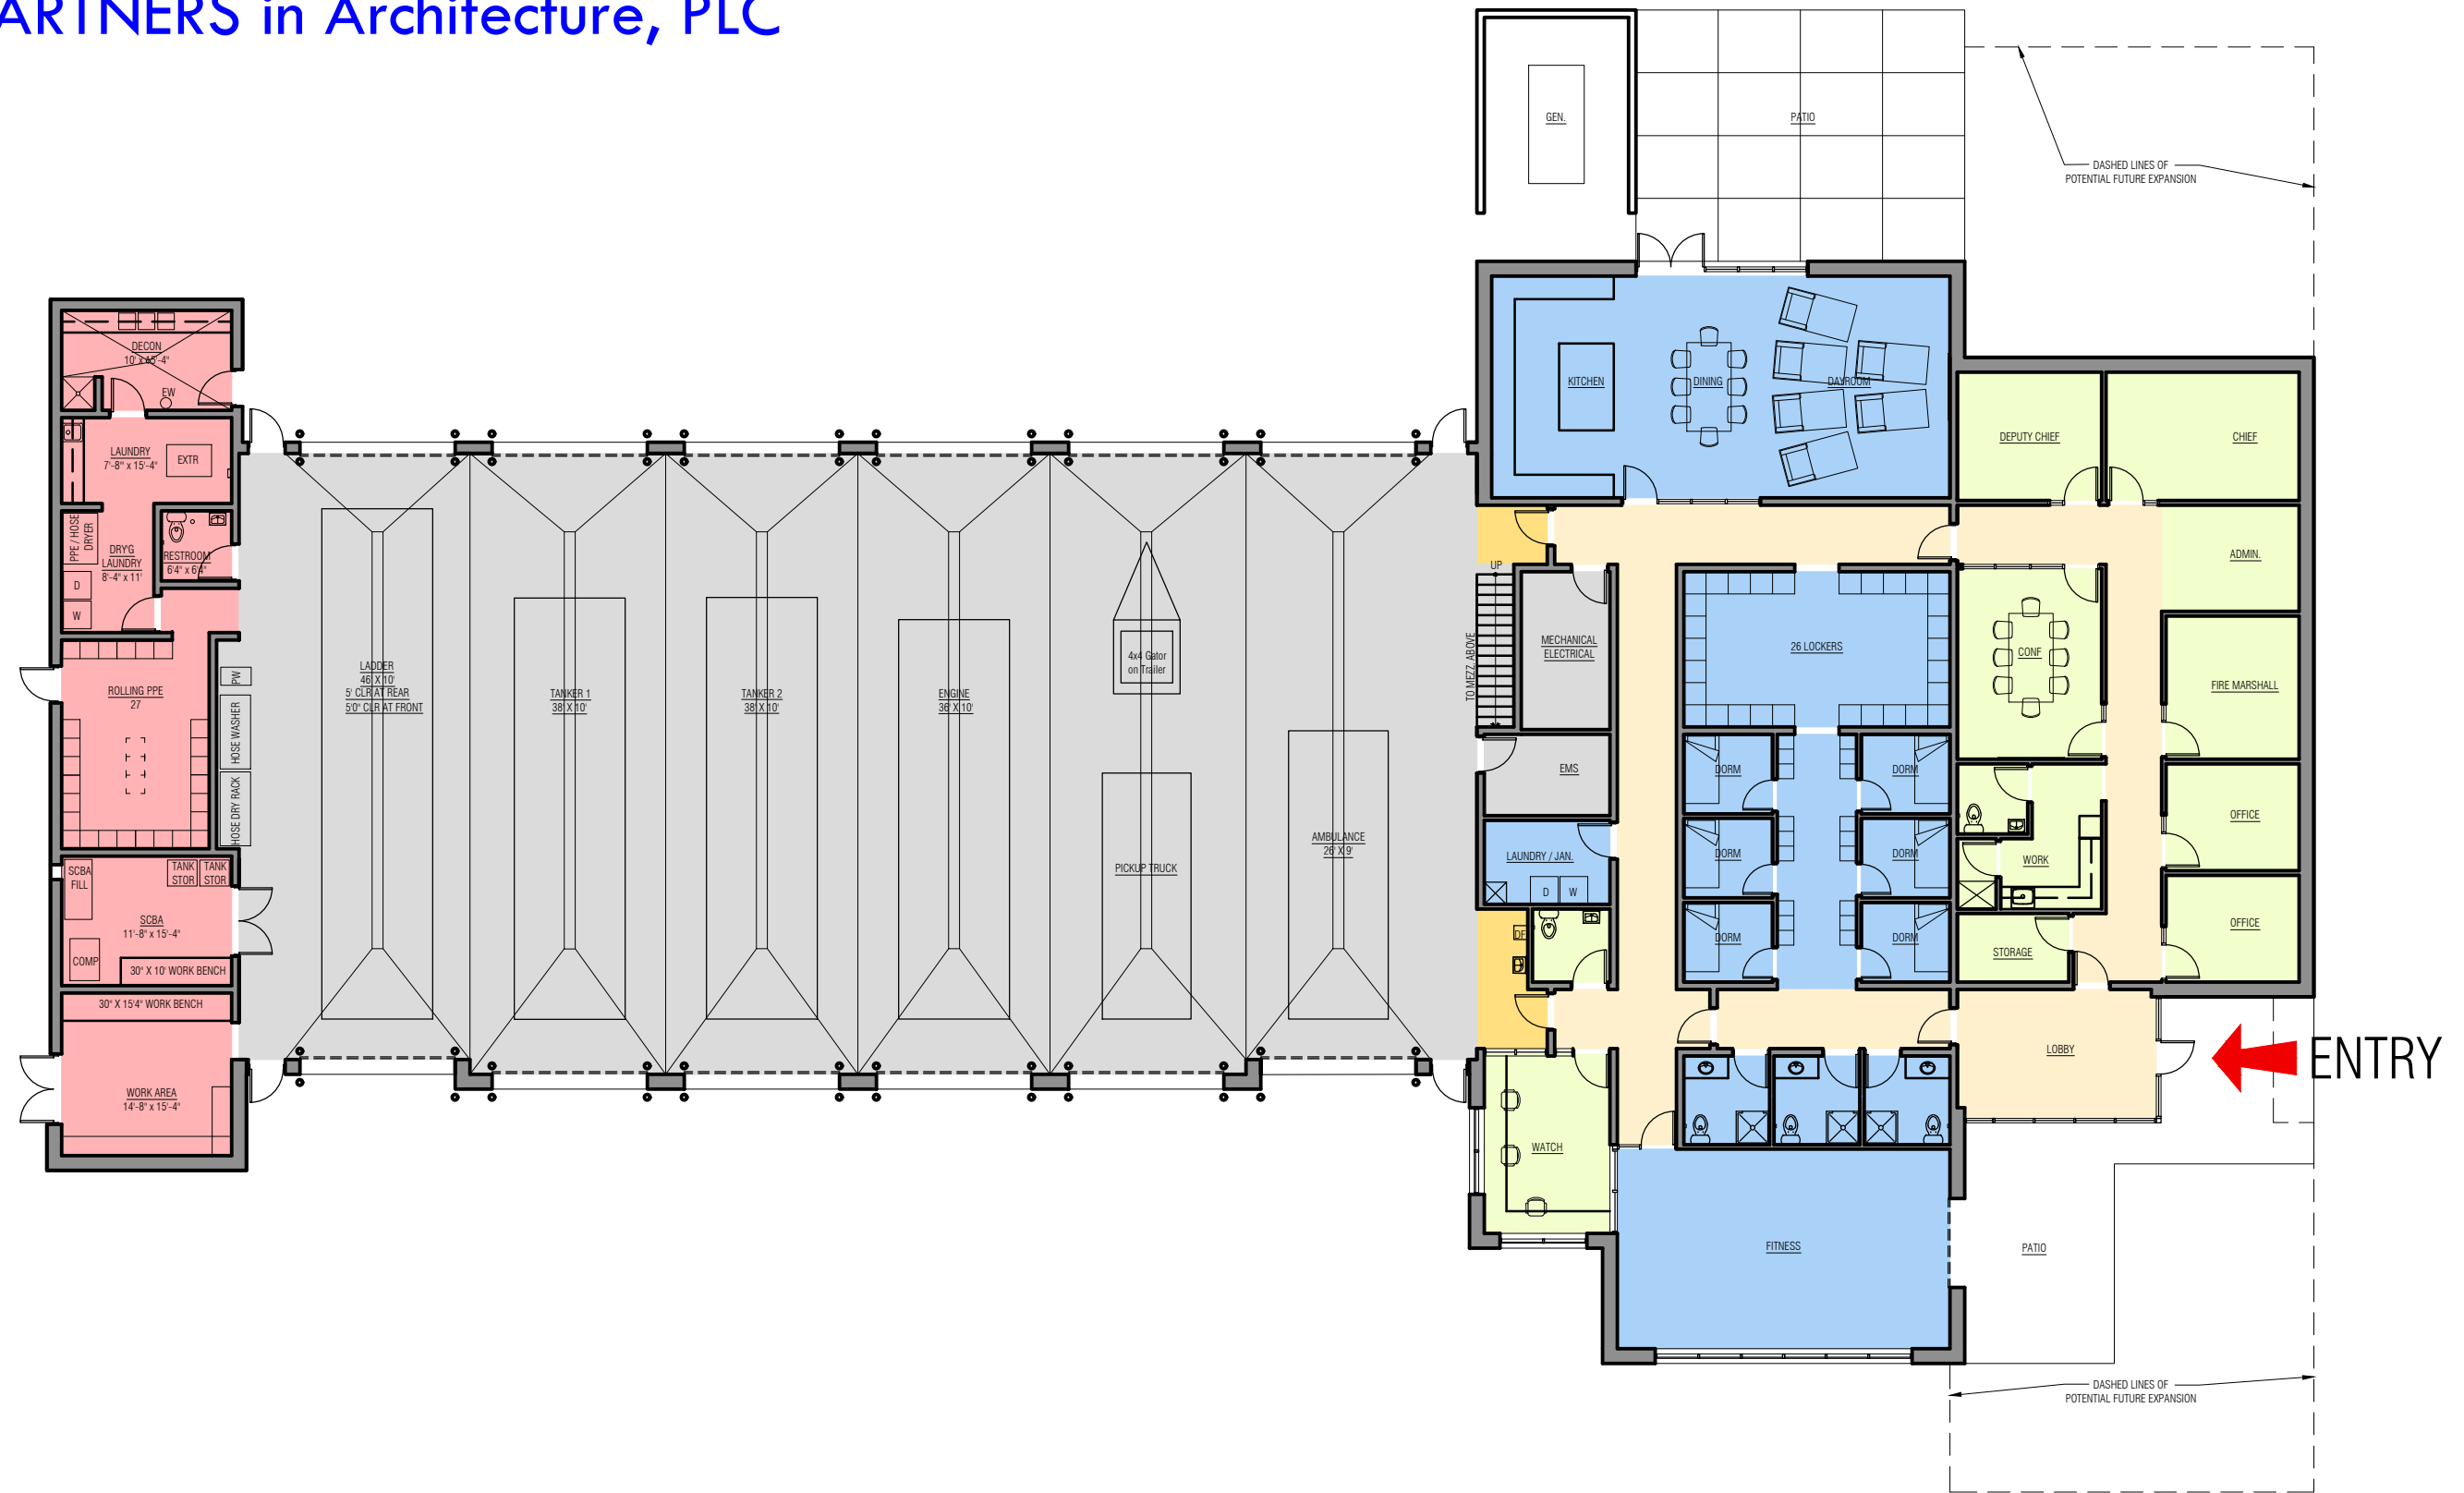 ARTNERS in Architecture, PLC
GEN.
PATIO
DASHED LINES OF
POTENTIAL FUTURE EXPANSION
DECON
10' x 15'-4"
EW
LAUNDRY
7'-8"' x 15'-4"
EXTR
PPE / HOSE
DRYER
DRY'G
LAUNDRY
8'-4" x 11'
RESTROOM
6'4" x 6'4"
D
W
ROLLING PPE
27
PW
HOSE WASHER
HOSE DRY RACK
SCBA
FILL
TANK
STOR
TANK
STOR
SCBA
11'-8" x 15'-4"
COMP
30" X 10' WORK BENCH
30" X 15'4" WORK BENCH
WORK AREA
14'-8" x 15'-4"
LADDER
46' X 10'
5' CLR AT REAR
5'0" CLR AT FRONT
TANKER 1
38' X 10'
TANKER 2
38' X 10'
ENGINE
36' X 10'
4x4 Gator
on Trailer
PICKUP TRUCK
AMBULANCE
26' X 9'
KITCHEN
DINING
DAYROOM
DEPUTY CHIEF
CHIEF
ADMIN.
UP
TO MEZZ. ABOVE
MECHANICAL
ELECTRICAL
26 LOCKERS
CONF
FIRE MARSHALL
EMS
DORM
DORM
OFFICE
LAUNDRY / JAN.
D
W
DORM
DORM
WORK
DF
DORM
DORM
STORAGE
OFFICE
LOBBY
ENTRY
WATCH
FITNESS
PATIO
DASHED LINES OF
POTENTIAL FUTURE EXPANSION